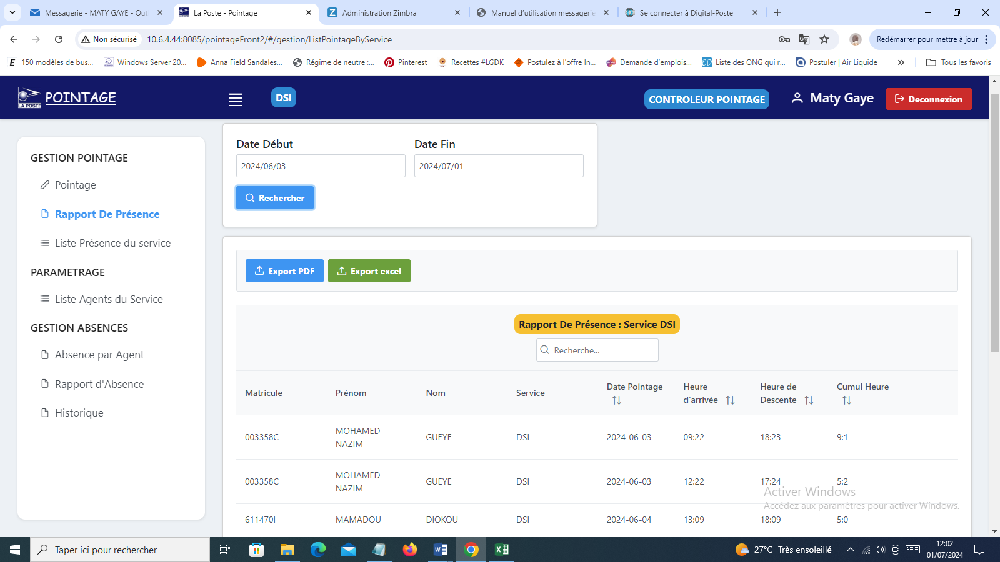 Messagerie - MATY GAYE - Out
La Poste - Pointage
Administration Zimbra
Manuel d'utilisation messagerie
Se connecter à Digital-Poste
Non sécurisé
10.6.4.44:8085/pointageFront2/#/gestion/ListPointageByService
Redémarrer pour mettre à jour
150 modèles de bus...
Windows Server 20...
Anna Field Sandales...
Régime de neutre :...
Pinterest
Recettes #LGDK
Postulez à l'offre In...
Demande d'emplois...
Liste des ONG qui r...
Postuler | Air Liquide
Tous les favoris
LA POSTE
POINTAGE
DSI
CONTROLEUR POINTAGE
Maty Gaye
Deconnexion
GESTION POINTAGE
Pointage
Rapport De Présence
Liste Présence du service
PARAMETRAGE
Liste Agents du Service
GESTION ABSENCES
Absence par Agent
Rapport d'Absence
Historique
Date Début
Date Fin
2024/06/03
2024/07/01
Rechercher
Export PDF
Export excel
Rapport De Présence : Service DSI
Recherche...
Matricule Prénom Nom Service Date Pointage Heure d'arrivée Heure de Descente Cumul Heure
003358C MOHAMED NAZIM GUEYE DSI 2024-06-03 09:22 18:23 9:1
003358C MOHAMED NAZIM GUEYE DSI 2024-06-03 12:22 17:24 5:2
611470I MAMADOU DIOKOU DSI 2024-06-04 13:09 18:09 5:0
Activer Windows
Accédez aux paramètres pour activer Windows.
Taper ici pour rechercher
27°C Très ensoleillé
12:02
01/07/2024